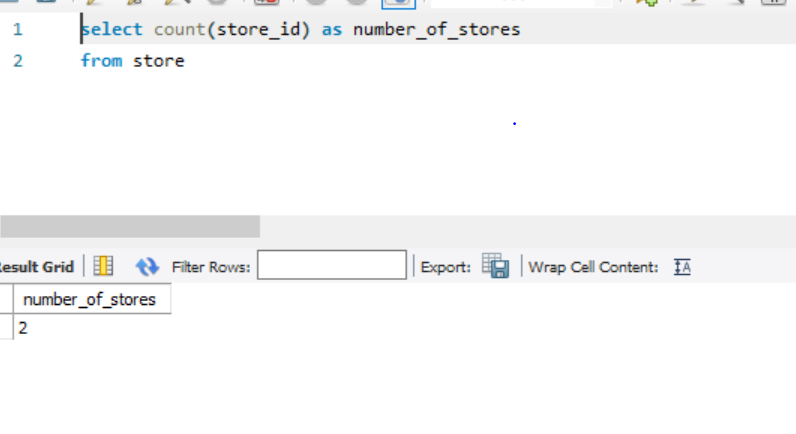 1 select count(store_id) as number_of_stores
2 from store
Result Grid Filter Rows: Export: Wrap Cell Content:
number_of_stores
2